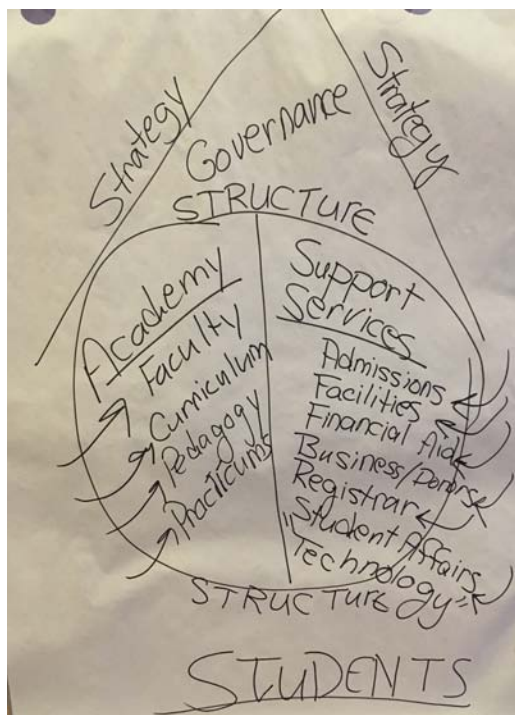 Strategy
Strategy
Governance
STRUCTURE
Academy
Faculty
Curriculum
Pedagogy
Practicums
Support
Services
Admissions
Facilities
Financial Aid
Business/Donors
Registrar
Student Affairs
Technology
STRUCTURE
STUDENTS